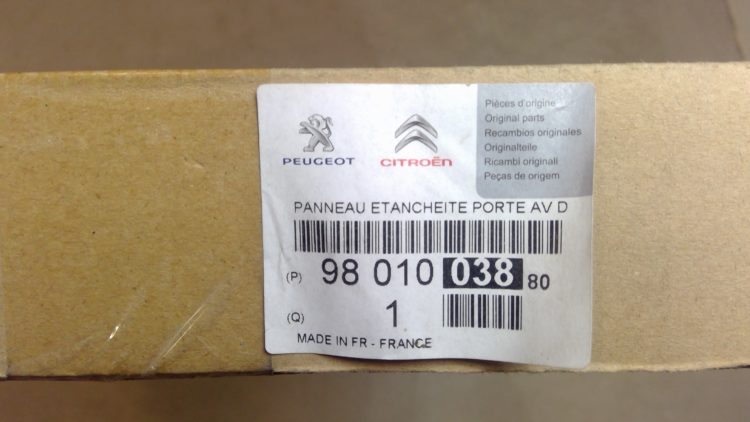 PEUGEOT
CITROËN
Pièces d'origine
Original parts
Recambios originales
Originalteile
Ricambi originali
Peças de origem
PANNEAU ETANCHEITE PORTE AV D
(P) 98 010 038 80
(Q) 1
MADE IN FR - FRANCE